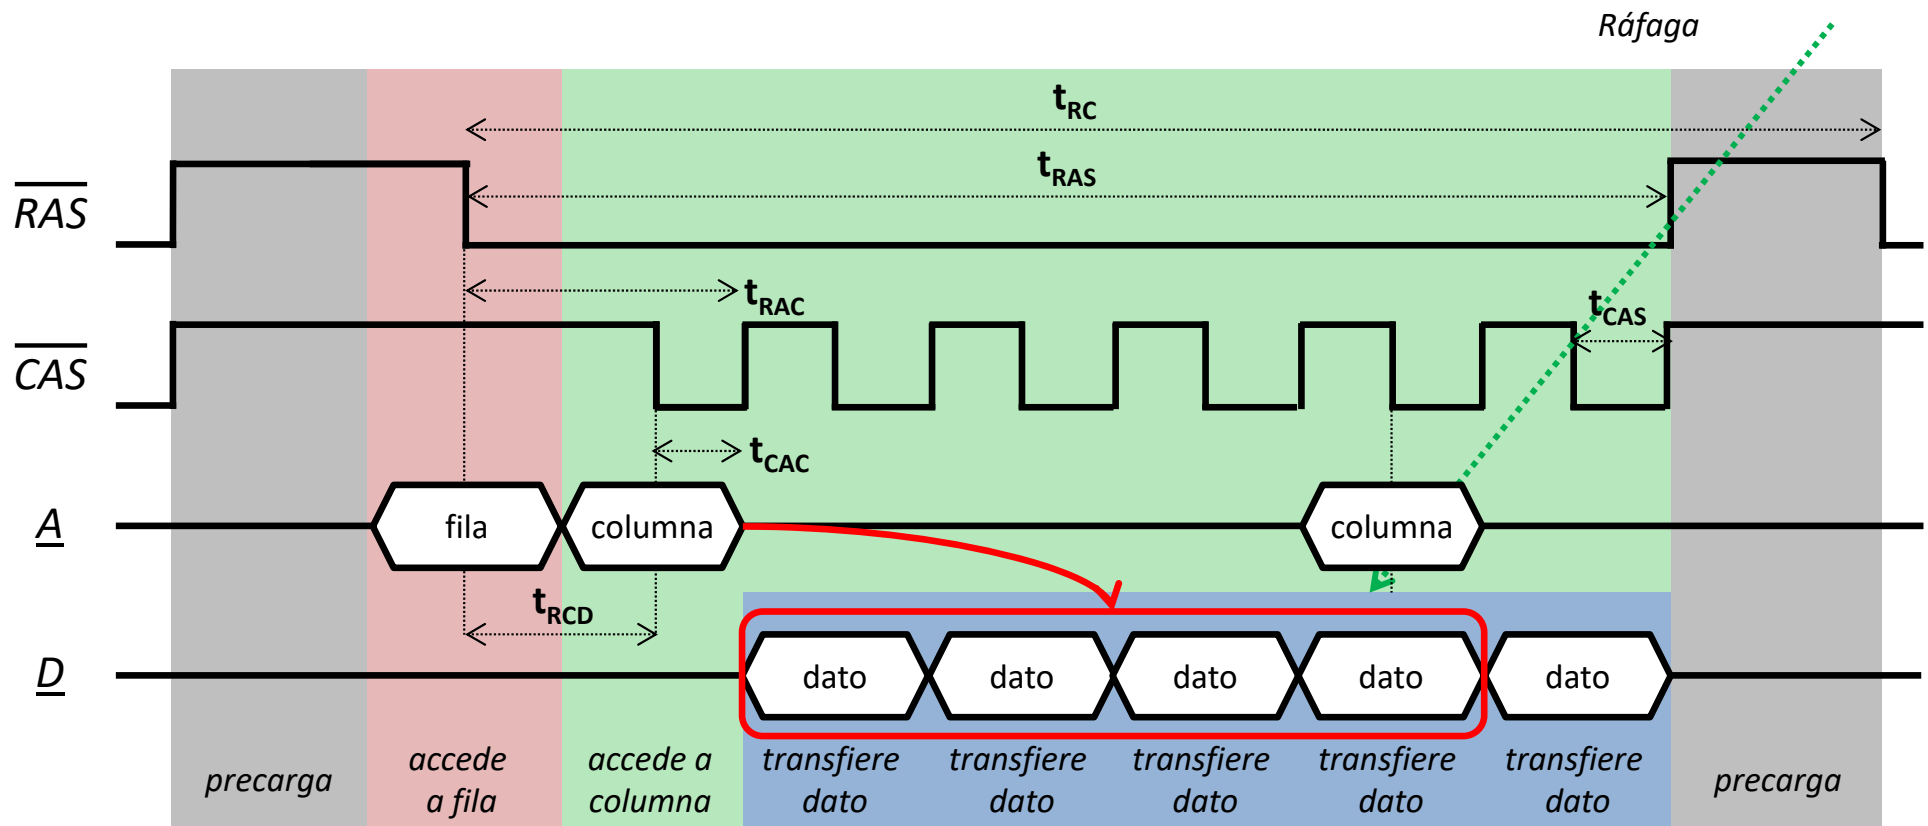 Ráfaga
tRC
tRAS
RAS
tRAC
tCAS
CAS
tCAC
A
fila
columna
columna
tRCD
D
dato
dato
dato
dato
dato
precarga
accede
a fila
accede a
columna
transfiere
dato
transfiere
dato
transfiere
dato
transfiere
dato
transfiere
dato
precarga